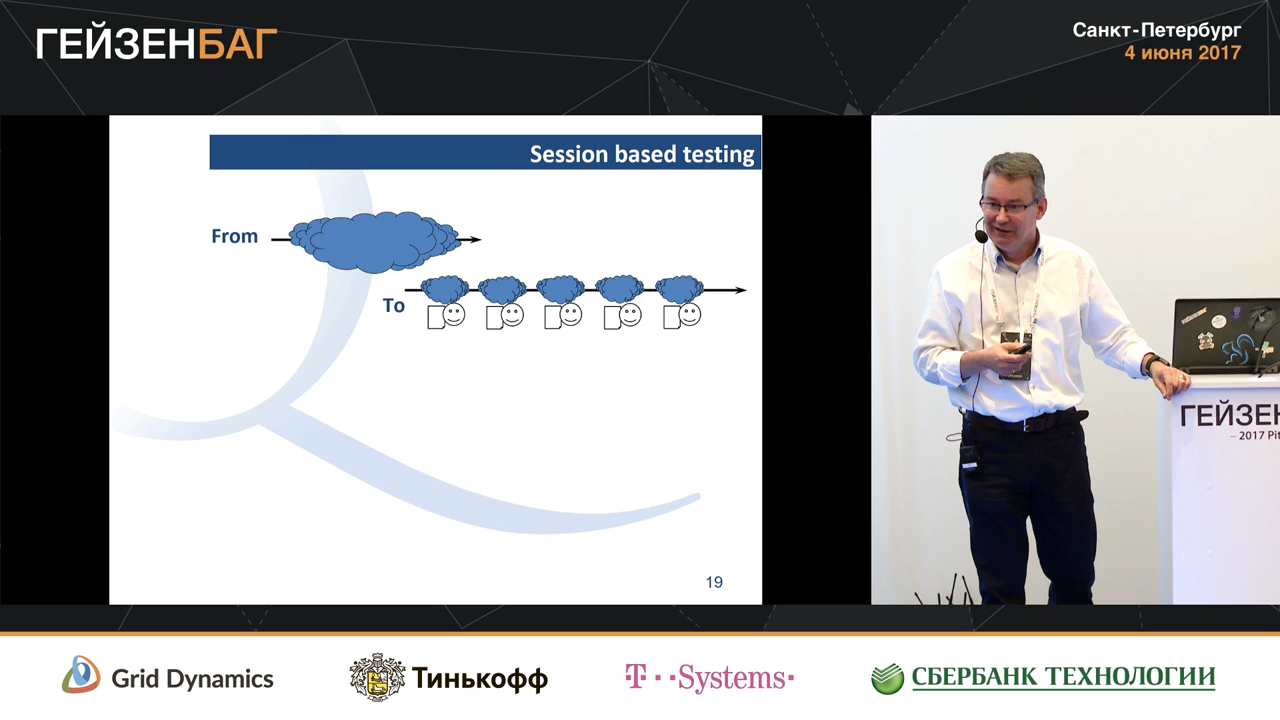 ГЕЙЗЕНБАГ
Санкт-Петербург
4 июня 2017
Session based testing
From
To
19
ГЕЙЗЕН
– 2017 Pit
Grid Dynamics
Тинькофф
T··Systems·
СБЕРБАНК ТЕХНОЛОГИИ